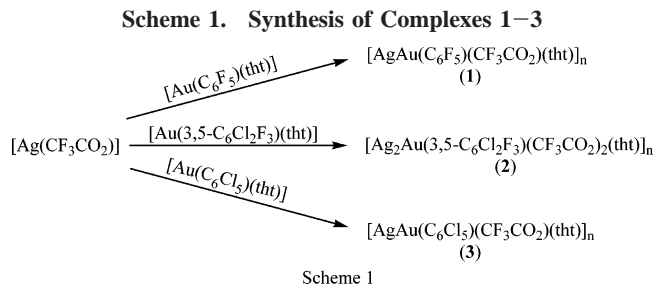 Scheme 1. Synthesis of Complexes 1−3
[AgAu(C₆F₅)(CF₃CO₂)(tht)]ₙ
(1)
[Au(C₆F₅)(tht)]
[Ag(CF₃CO₂)]
[Au(3,5-C₆Cl₂F₃)(tht)]
[Ag₂Au(3,5-C₆Cl₂F₃)(CF₃CO₂)₂(tht)]ₙ
(2)
[Au(C₆Cl₅)(tht)]
[AgAu(C₆Cl₅)(CF₃CO₂)(tht)]ₙ
(3)
Scheme 1